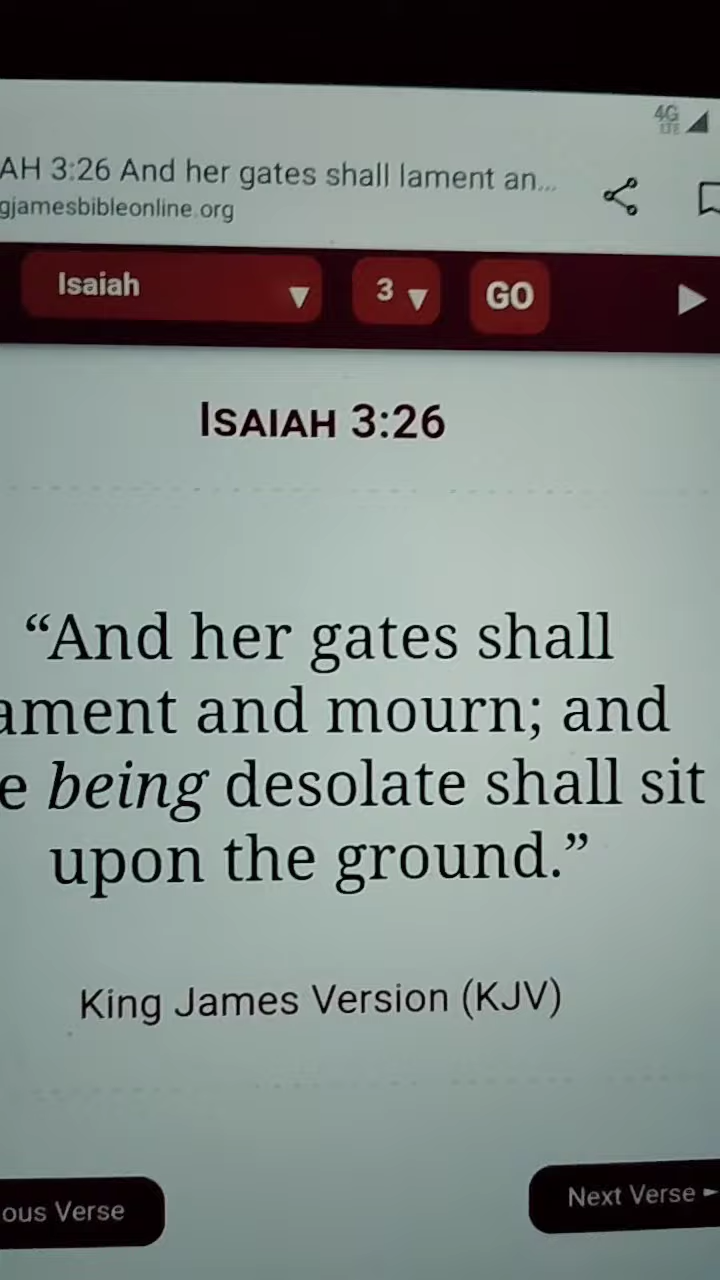 4G
LTE
AH 3:26 And her gates shall lament an...
gjamesbibleonline.org
Isaiah
3
GO
ISAIAH 3:26
“And her gates shall
ament and mourn; and
e being desolate shall sit
upon the ground.”
King James Version (KJV)
ous Verse
Next Verse